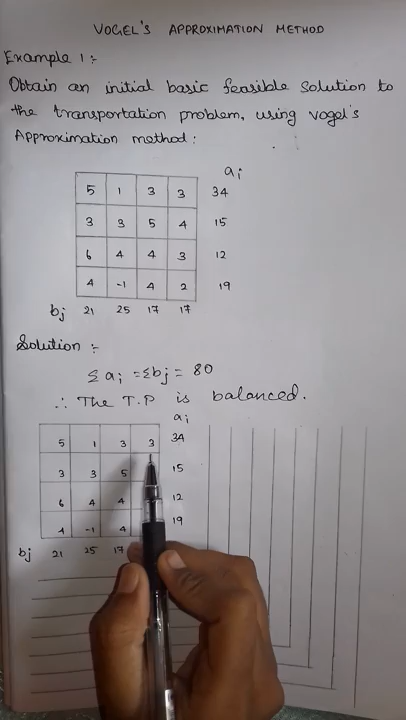 VOGEL'S APPROXIMATION METHOD
Example 1 :-
Obtain an initial basic feasible solution to
the transportation problem, using Vogel's
Approximation method :
ai
5 1 3 3 34
3 3 5 4 15
6 4 4 3 12
4 -1 4 2 19
bj 21 25 17 17
Solution :-
Σai = Σbj = 80
∴ The T.P is balanced.
ai
5 1 3 3 34
3 3 5 15
6 4 4 12
4 -1 4 19
bj 21 25 17